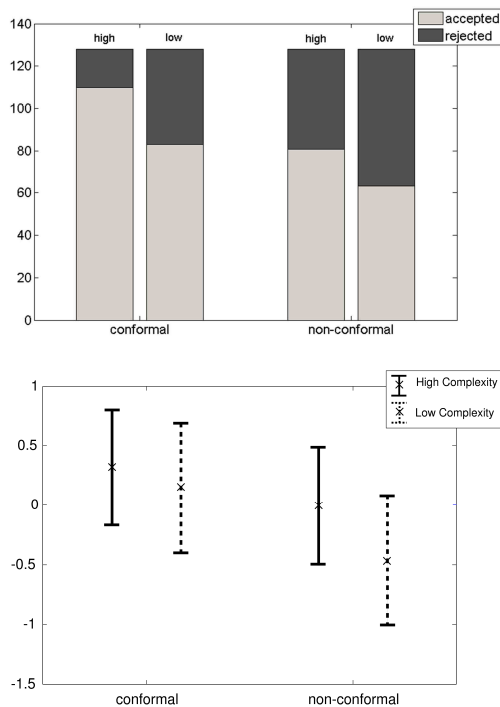 140
120
100
80
60
40
20
0
high low high low
accepted
rejected
conformal non-conformal
1
0.5
0
-0.5
-1
-1.5
High Complexity
Low Complexity
conformal non-conformal